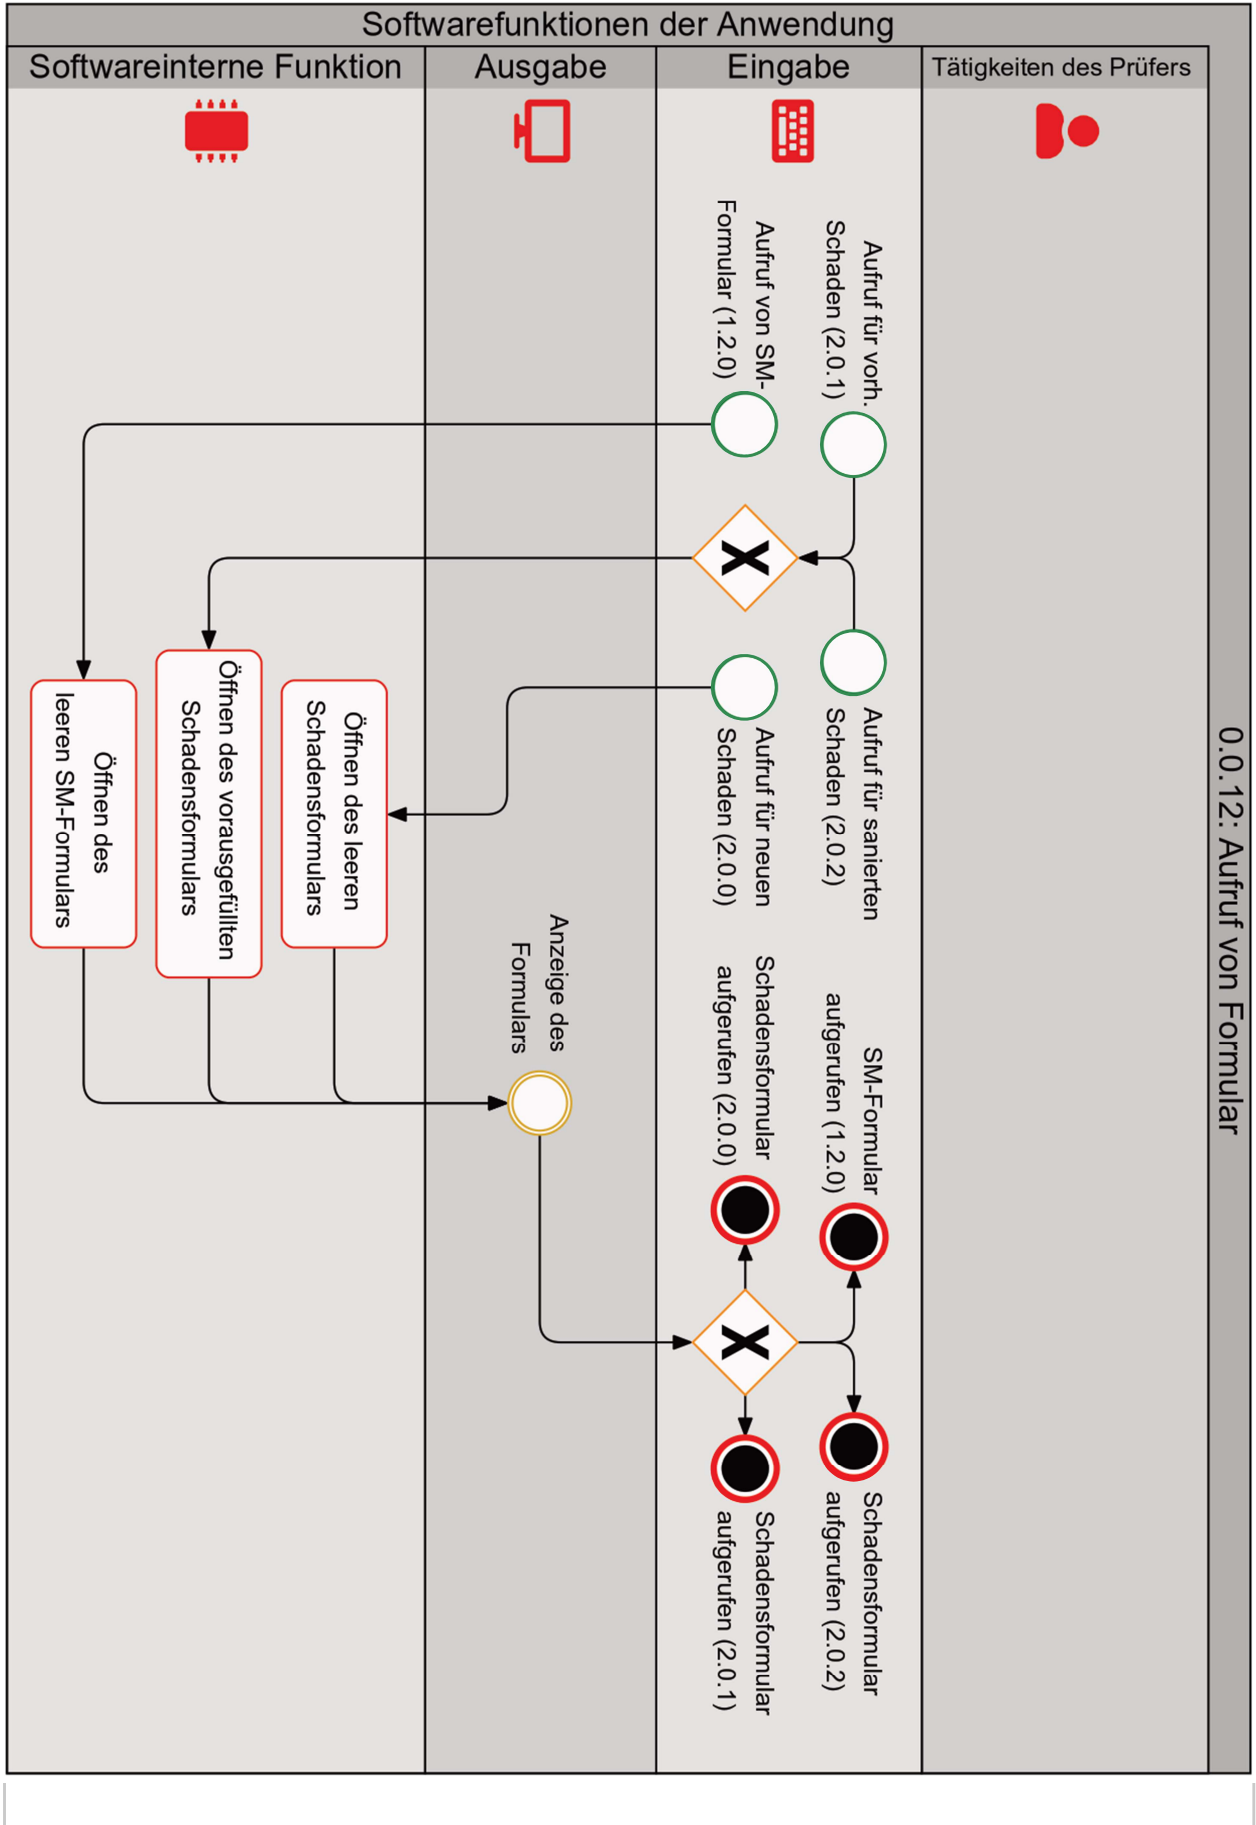 Softwarefunktionen der Anwendung
Softwareinterne Funktion
Ausgabe
Eingabe
Tätigkeiten des Prüfers
0.0.12: Aufruf von Formular
Aufruf für vorh.
Schaden (2.0.1)
Aufruf von SM-
Formular (1.2.0)
Aufruf für sanierten
Schaden (2.0.2)
Aufruf für neuen
Schaden (2.0.0)
X
Öffnen des leeren
Schadensformulars
Öffnen des vorausgefüllten
Schadensformulars
Öffnen des
leeren SM-Formulars
Anzeige des
Formulars
SM-Formular
aufgerufen (1.2.0)
Schadensformular
aufgerufen (2.0.0)
X
Schadensformular
aufgerufen (2.0.2)
Schadensformular
aufgerufen (2.0.1)